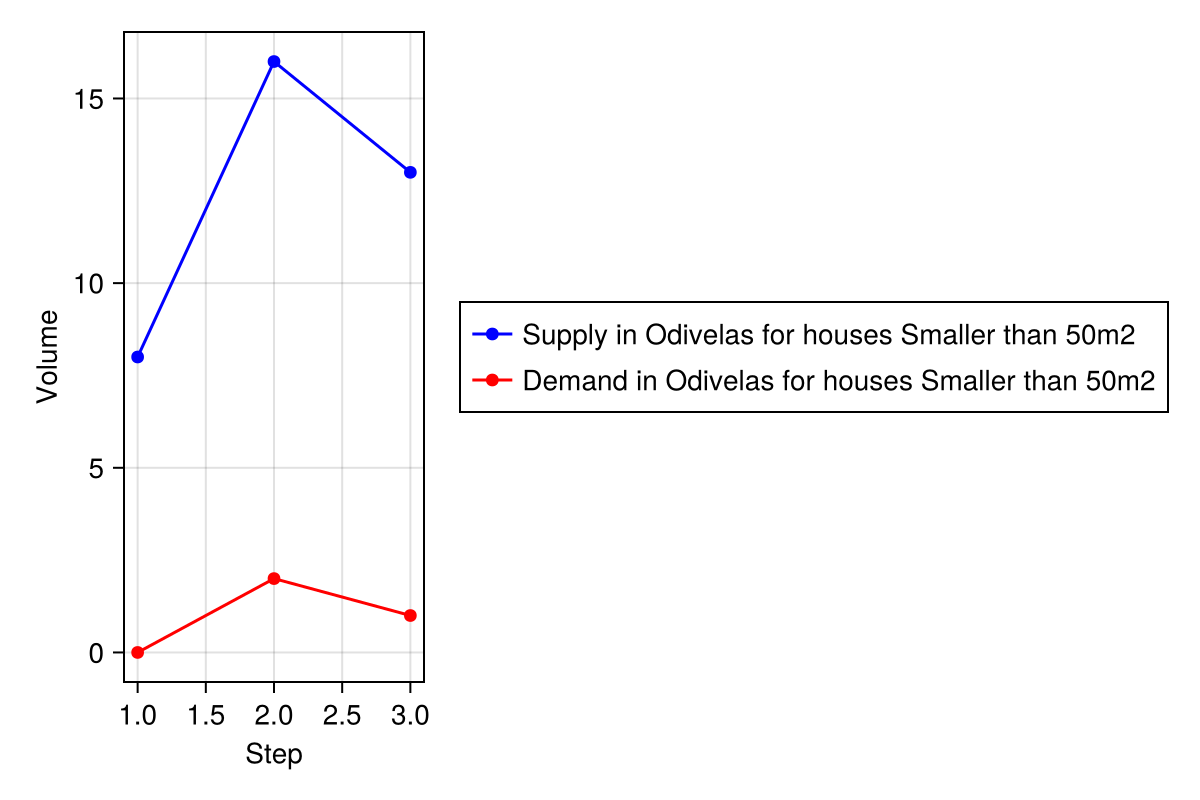 15
10
5
0
Volume
1.0 1.5 2.0 2.5 3.0
Step
Supply in Odivelas for houses Smaller than 50m2
Demand in Odivelas for houses Smaller than 50m2